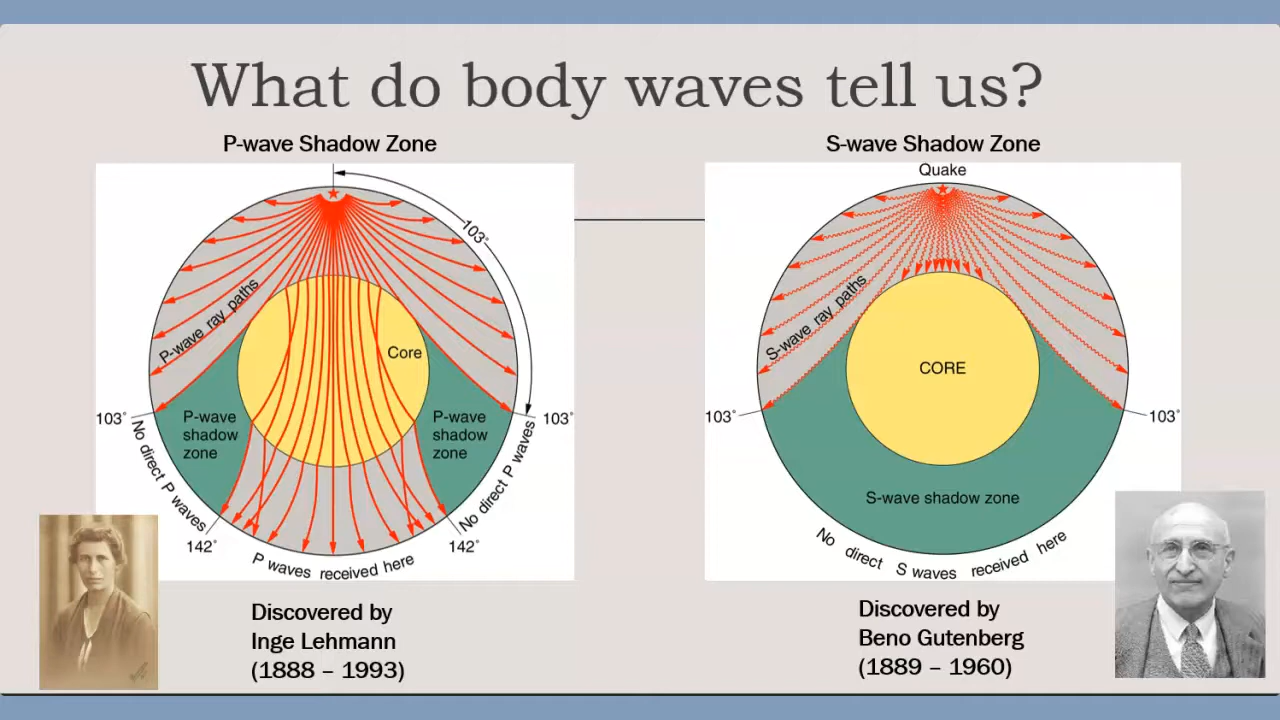 What do body waves tell us?
P-wave Shadow Zone
103°
P-wave ray paths
Core
103°
103°
P-wave
shadow
zone
P-wave
shadow
zone
No direct P waves
No direct P waves
142°
142°
P waves received here
Discovered by
Inge Lehmann
(1888 – 1993)
S-wave Shadow Zone
Quake
S-wave ray paths
CORE
103°
103°
S-wave shadow zone
No direct S waves received here
Discovered by
Beno Gutenberg
(1889 – 1960)